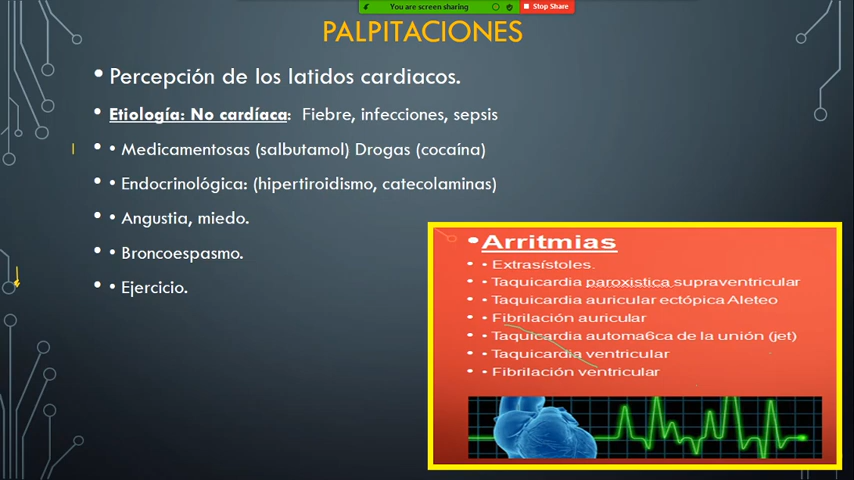 You are screen sharing
Stop Share
PALPITACIONES
• Percepción de los latidos cardiacos.
• Etiología: No cardíaca: Fiebre, infecciones, sepsis
• • Medicamentosas (salbutamol) Drogas (cocaína)
• • Endocrinológica: (hipertiroidismo, catecolaminas)
• • Angustia, miedo.
• • Broncoespasmo.
• • Ejercicio.
• Arritmias
• • Extrasístoles.
• • Taquicardia paroxistica supraventricular
• • Taquicardia auricular ectópica Aleteo
• • Fibrilación auricular
• • Taquicardia automa6ca de la unión (jet)
• • Taquicardia ventricular
• • Fibrilación ventricular